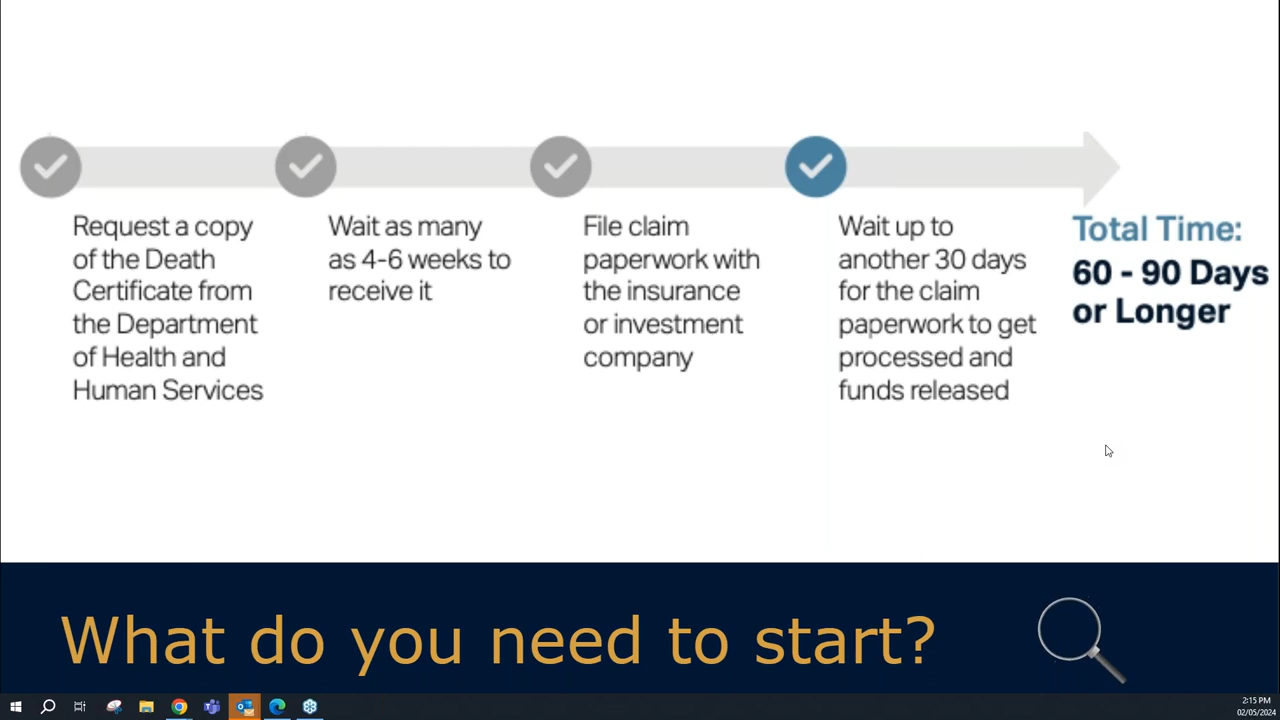 Request a copy
of the Death
Certificate from
the Department
of Health and
Human Services
Wait as many
as 4-6 weeks to
receive it
File claim
paperwork with
the insurance
or investment
company
Wait up to
another 30 days
for the claim
paperwork to get
processed and
funds released
Total Time:
60 - 90 Days
or Longer
What do you need to start?
2:15 PM
02/05/2024